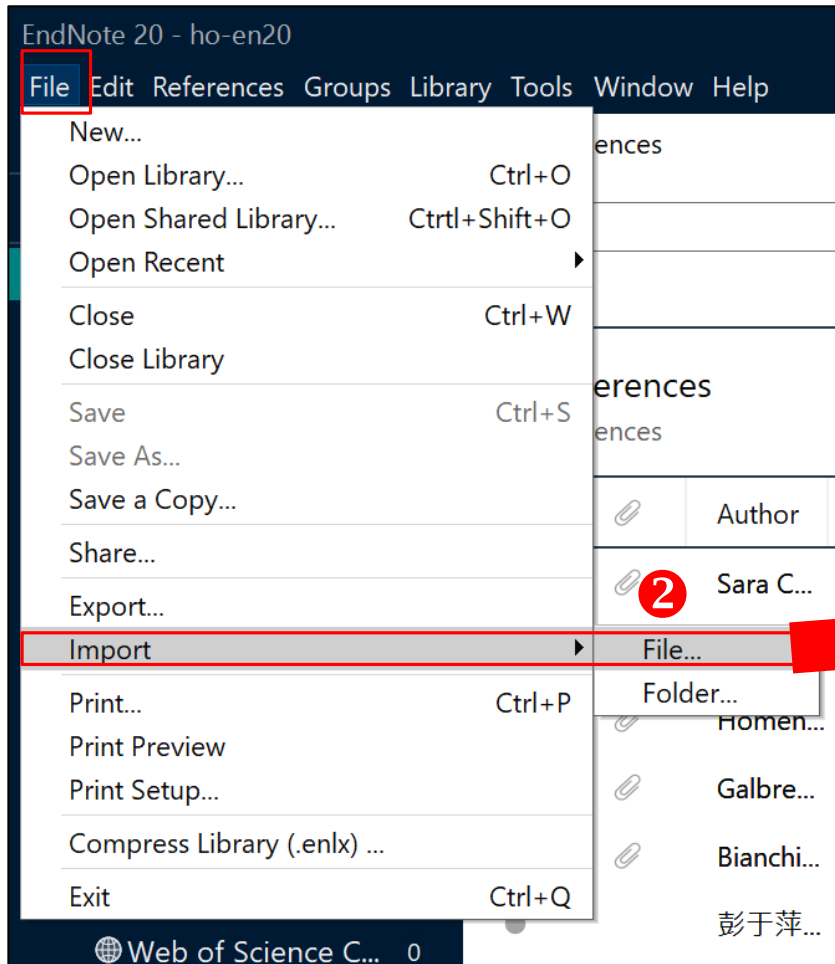 EndNote 20 - ho-en20
File Edit References Groups Library Tools Window Help
New...
ences
Open Library... Ctrl+O
Open Shared Library... Ctrtl+Shift+O
Open Recent
Close Ctrl+W
Close Library
erences
Save Ctrl+S
ences
Save As...
Save a Copy...
Author
Share...
Sara C...
Export...
2
Import
File...
Folder...
Print... Ctrl+P
Homen...
Print Preview
Print Setup...
Galbre...
Compress Library (.enlx) ...
Bianchi...
Exit Ctrl+Q
彭于萍...
Web of Science C... 0